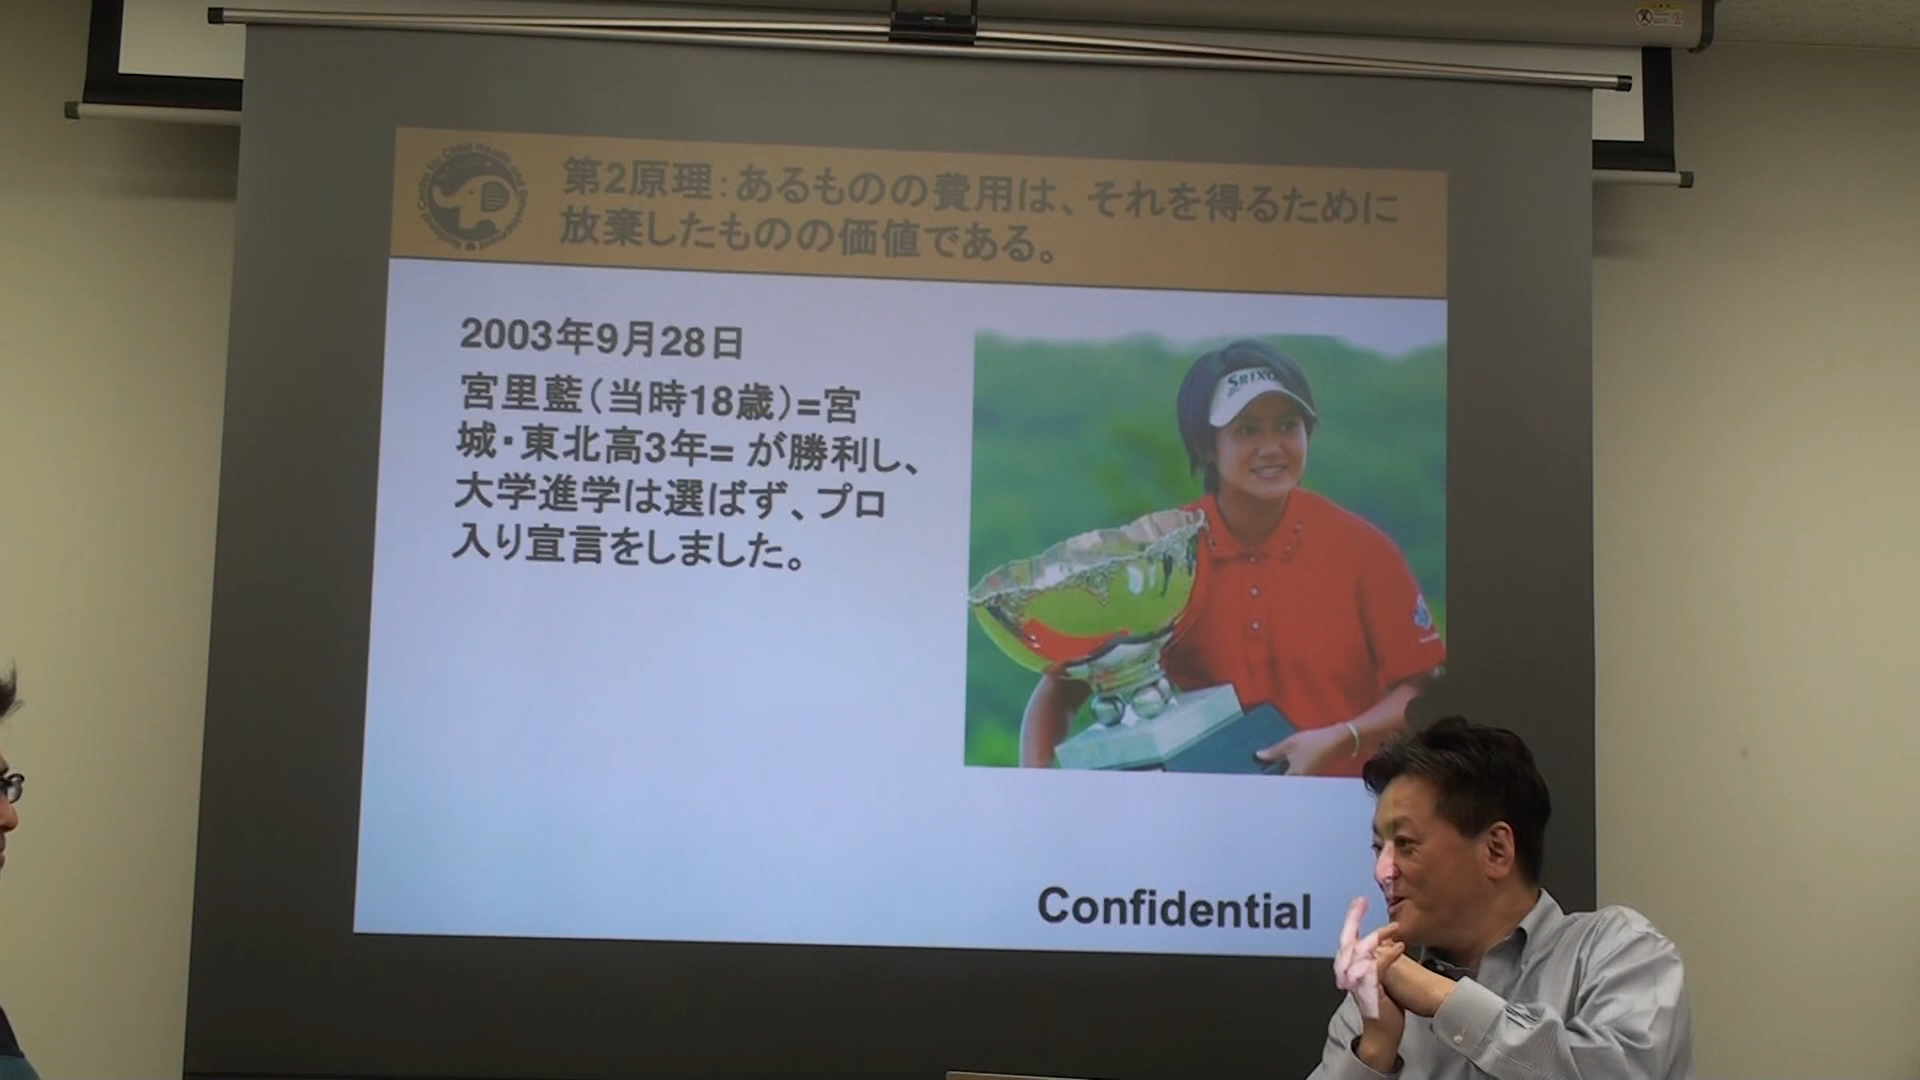 第2原理：あるものの費用は、それを得るために
放棄したものの価値である。
2003年9月28日
宮里藍（当時18歳）=宮
城・東北高3年= が勝利し、
大学進学は選ばず、プロ
入り宣言をしました。
SRIXO
Confidential